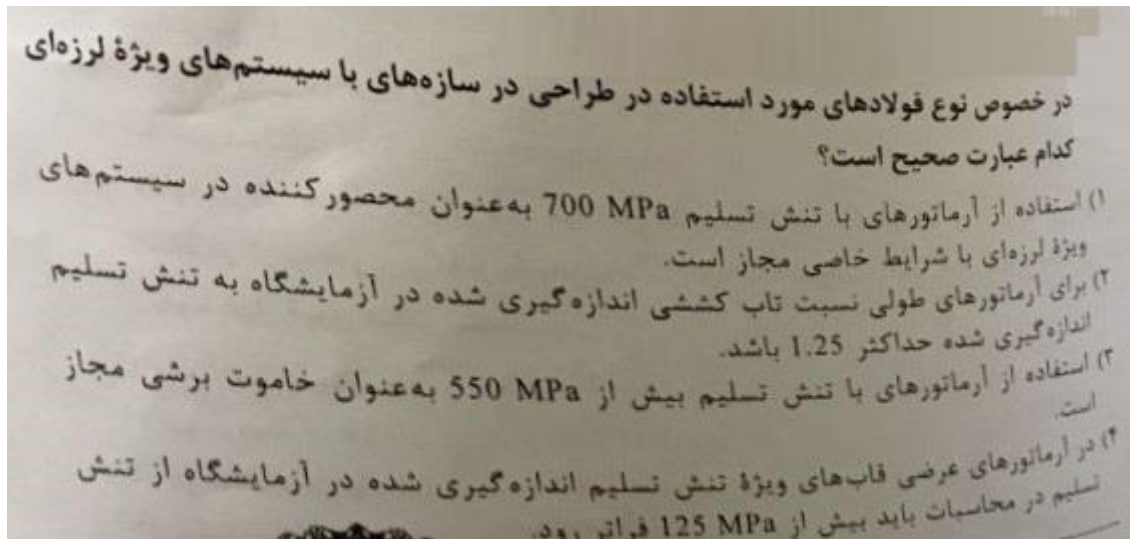 در خصوص نوع فولادهای مورد استفاده در طراحی در سازه‌های با سیستم‌های ویژۀ لرزه‌ای
کدام عبارت صحیح است؟
۱) استفاده از آرماتورهای با تنش تسلیم 700 MPa به‌عنوان محصورکننده در سیستم‌های
ویژۀ لرزه‌ای با شرایط خاصی مجاز است.
۲) برای آرماتورهای طولی نسبت تاب کششی اندازه‌گیری شده در آزمایشگاه به تنش تسلیم
اندازه‌گیری شده حداکثر 1.25 باشد.
۳) استفاده از آرماتورهای با تنش تسلیم بیش از 550 MPa به‌عنوان خاموت برشی مجاز
است.
۴) در آرماتورهای عرضی قاب‌های ویژۀ تنش تسلیم اندازه‌گیری شده در آزمایشگاه از تنش
تسلیم در محاسبات باید بیش از 125 MPa فراتر رود.